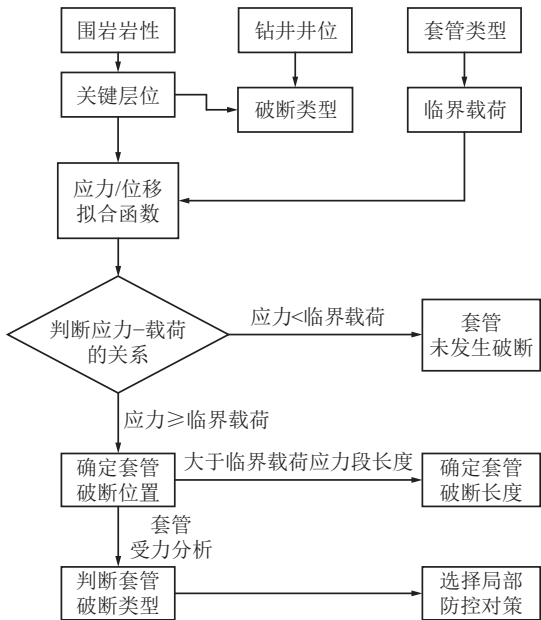 围岩岩性
钻井井位
套管类型
关键层位
破断类型
临界载荷
应力/位移
拟合函数
判断应力−载荷
的关系
应力<临界载荷
套管
未发生破断
应力≥临界载荷
确定套管
破断位置
大于临界载荷应力段长度
确定套管
破断长度
套管
受力分析
判断套管
破断类型
选择局部
防控对策